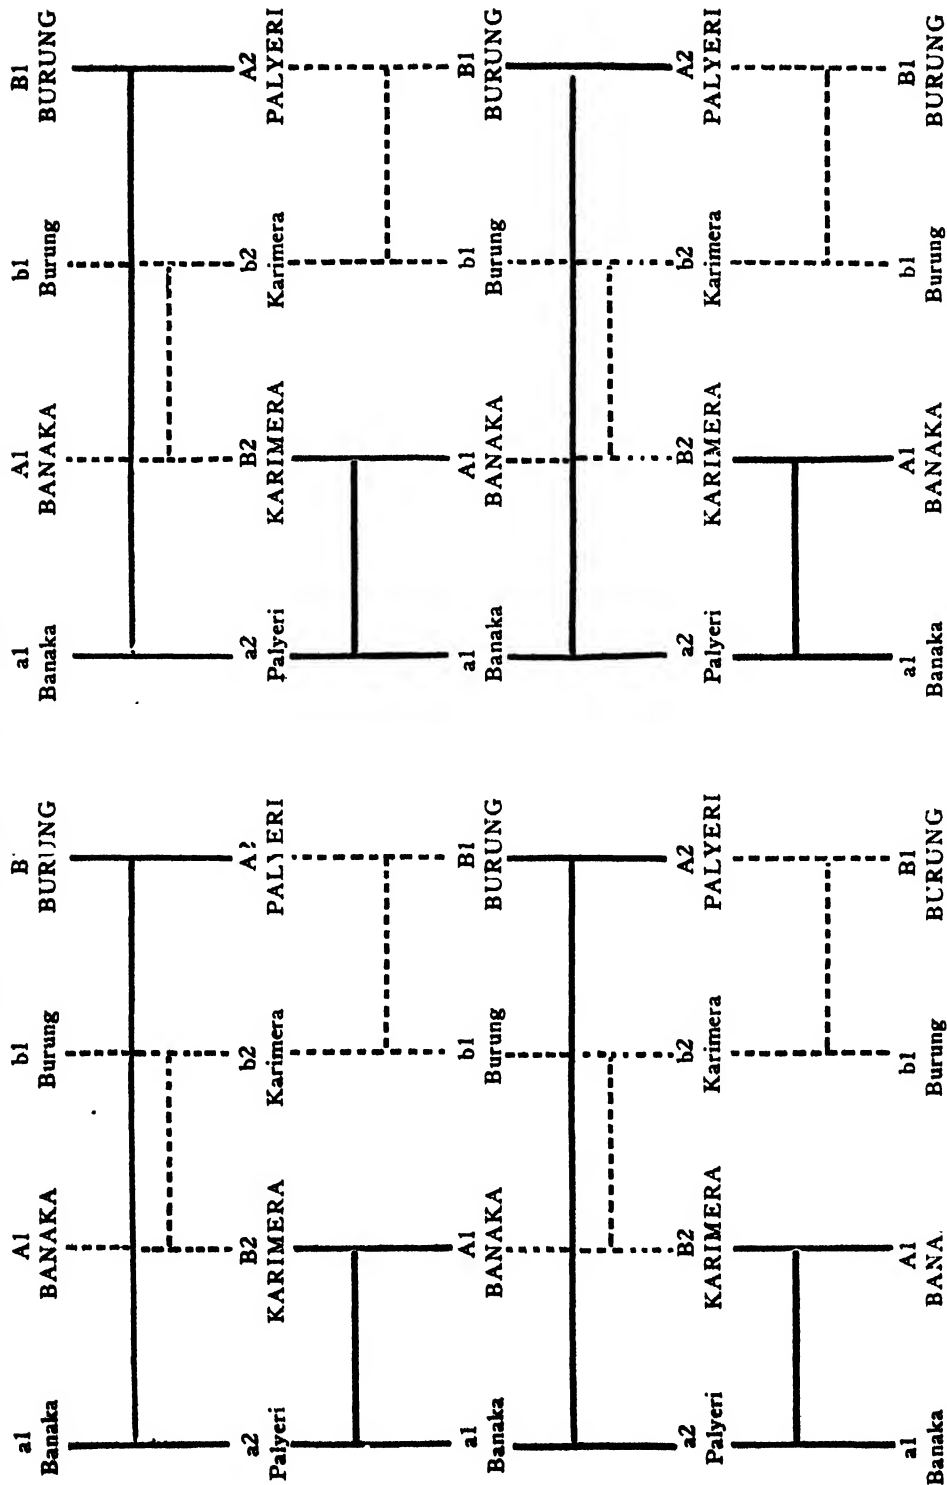 a1 A1 b1 B a1 A1 b1 B1
Banaka BANAKA Burung BURUNG Banaka BANAKA Burung BURUNG
a2 B2 b2 A2 a2 B2 b2 A2
Palyeri KARIMERA Karimera PALYERI Palyeri KARIMERA Karimera PALYERI
a1 A1 b1 B1 a1 A1 b1 B1
Banaka BANAKA Burung BURUNG Banaka BANAKA Burung BURUNG
a2 B2 b2 A2 a2 B2 b2 A2
Palyeri KARIMERA Karimera PALYERI Palyeri KARIMERA Karimera PALYERI
a1 A1 b1 B1 a1 A1 b1 B1
Banaka BANA Burung BURUNG Banaka BANAKA Burung BURUNG